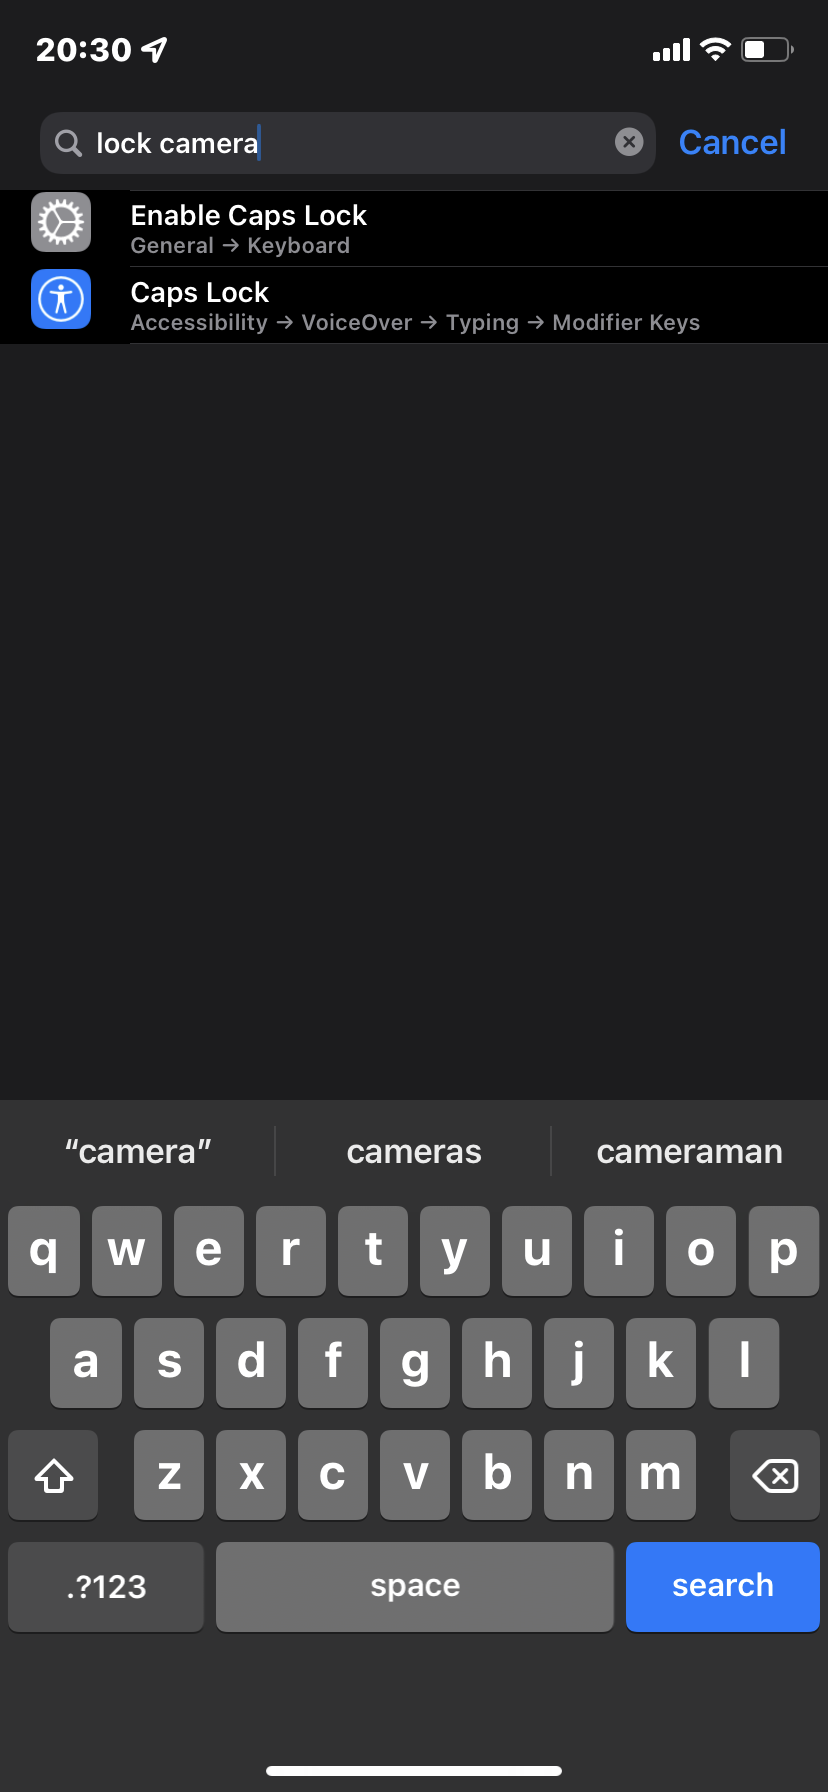 20:30
lock camera
Cancel
Enable Caps Lock
General → Keyboard
Caps Lock
Accessibility → VoiceOver → Typing → Modifier Keys
“camera” cameras cameraman
q w e r t y u i o p
a s d f g h j k l
z x c v b n m
.?123 space search